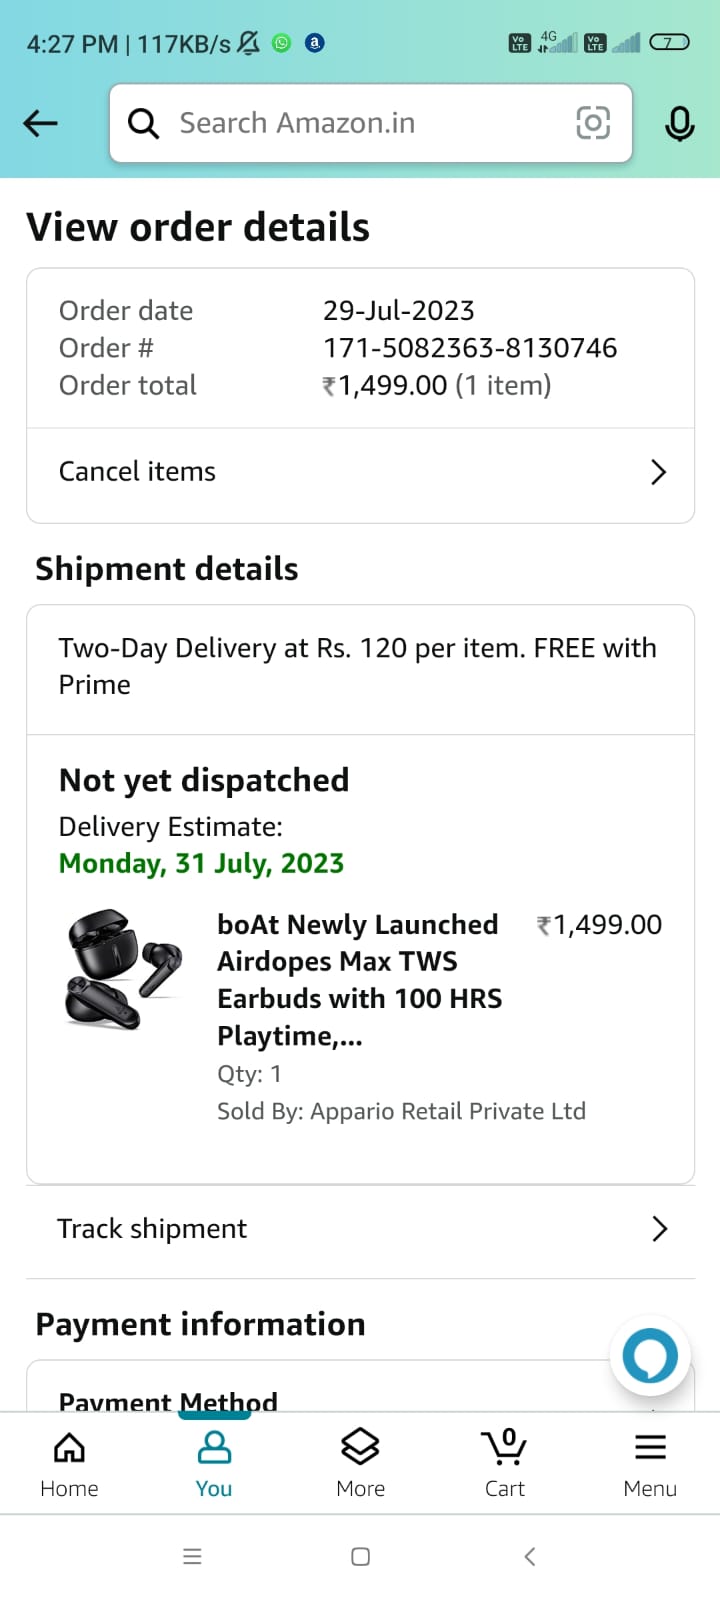 4:27 PM | 117KB/s
Vo LTE 4G Vo LTE 7
Search Amazon.in
View order details
Order date 29-Jul-2023
Order # 171-5082363-8130746
Order total ₹1,499.00 (1 item)
Cancel items
Shipment details
Two-Day Delivery at Rs. 120 per item. FREE with
Prime
Not yet dispatched
Delivery Estimate:
Monday, 31 July, 2023
boAt Newly Launched ₹1,499.00
Airdopes Max TWS
Earbuds with 100 HRS
Playtime,...
Qty: 1
Sold By: Appario Retail Private Ltd
Track shipment
Payment information
Payment Method
0
Home You More Cart Menu